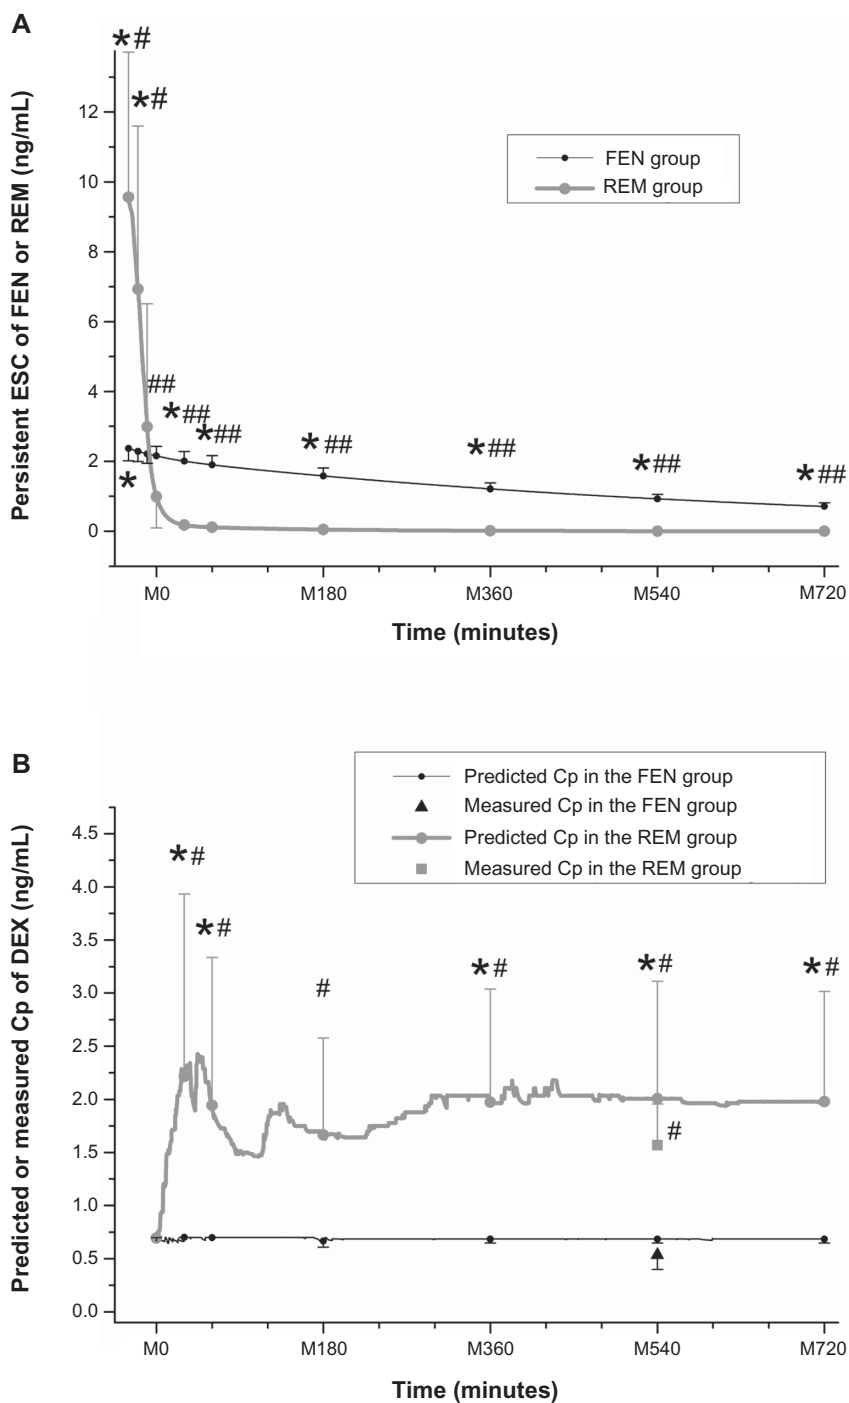 A
*#
*#
12
10
8
6
4
2
0
Persistent ESC of FEN or REM (ng/mL)
FEN group
REM group
##
*##
*##
*##
*##
*##
*##
*
M0 M180 M360 M540 M720
Time (minutes)
B
Predicted Cp in the FEN group
Measured Cp in the FEN group
Predicted Cp in the REM group
Measured Cp in the REM group
4.5
4.0
3.5
3.0
2.5
2.0
1.5
1.0
0.5
0.0
Predicted or measured Cp of DEX (ng/mL)
*#
*#
#
*#
*#
*#
#
M0 M180 M360 M540 M720
Time (minutes)